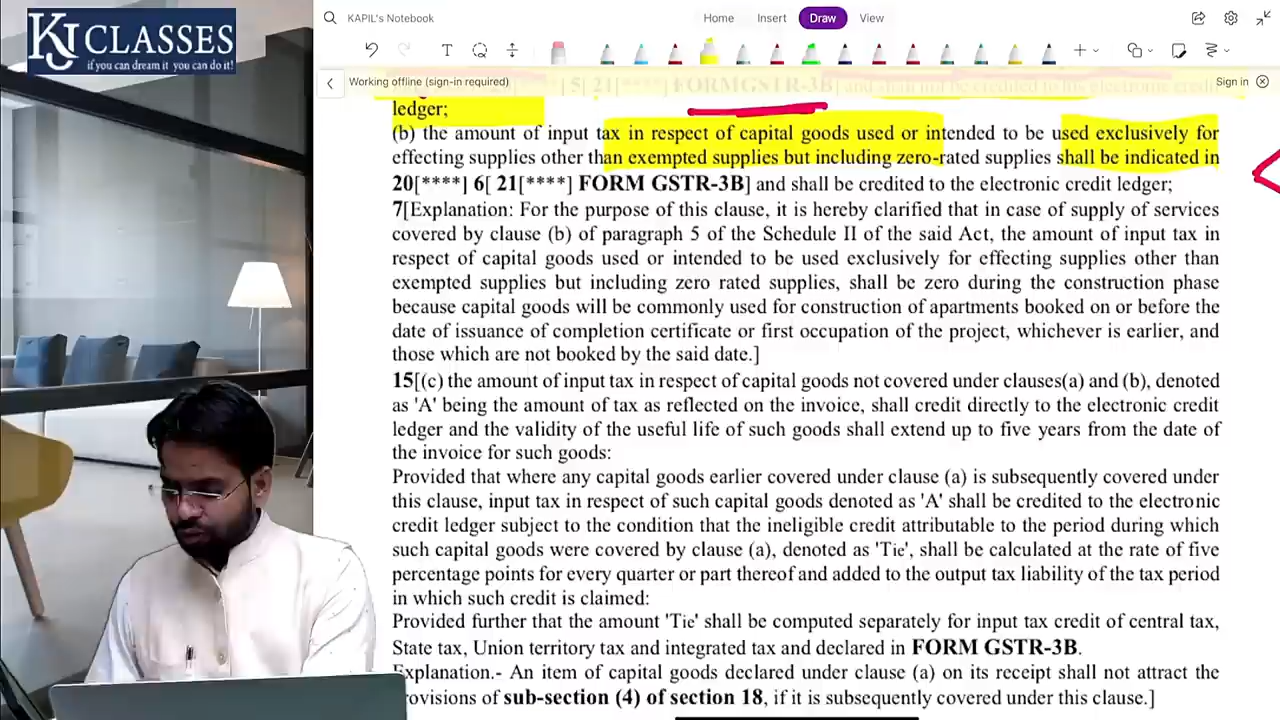 KJ CLASSES
if you can dream it you can do it!
KAPIL's Notebook
Home Insert Draw View
Working offline (sign-in required)
Sign in
5[ 21[****] FORM GSTR-3B] and shall not be credited to his electronic credit
ledger;
(b) the amount of input tax in respect of capital goods used or intended to be used exclusively for
effecting supplies other than exempted supplies but including zero-rated supplies shall be indicated in
20[****] 6[ 21[****] FORM GSTR-3B] and shall be credited to the electronic credit ledger;
7[Explanation: For the purpose of this clause, it is hereby clarified that in case of supply of services
covered by clause (b) of paragraph 5 of the Schedule II of the said Act, the amount of input tax in
respect of capital goods used or intended to be used exclusively for effecting supplies other than
exempted supplies but including zero rated supplies, shall be zero during the construction phase
because capital goods will be commonly used for construction of apartments booked on or before the
date of issuance of completion certificate or first occupation of the project, whichever is earlier, and
those which are not booked by the said date.]
15[(c) the amount of input tax in respect of capital goods not covered under clauses(a) and (b), denoted
as 'A' being the amount of tax as reflected on the invoice, shall credit directly to the electronic credit
ledger and the validity of the useful life of such goods shall extend up to five years from the date of
the invoice for such goods:
Provided that where any capital goods earlier covered under clause (a) is subsequently covered under
this clause, input tax in respect of such capital goods denoted as 'A' shall be credited to the electronic
credit ledger subject to the condition that the ineligible credit attributable to the period during which
such capital goods were covered by clause (a), denoted as 'Tie', shall be calculated at the rate of five
percentage points for every quarter or part thereof and added to the output tax liability of the tax period
in which such credit is claimed:
Provided further that the amount 'Tie' shall be computed separately for input tax credit of central tax,
State tax, Union territory tax and integrated tax and declared in FORM GSTR-3B.
Explanation.- An item of capital goods declared under clause (a) on its receipt shall not attract the
provisions of sub-section (4) of section 18, if it is subsequently covered under this clause.]